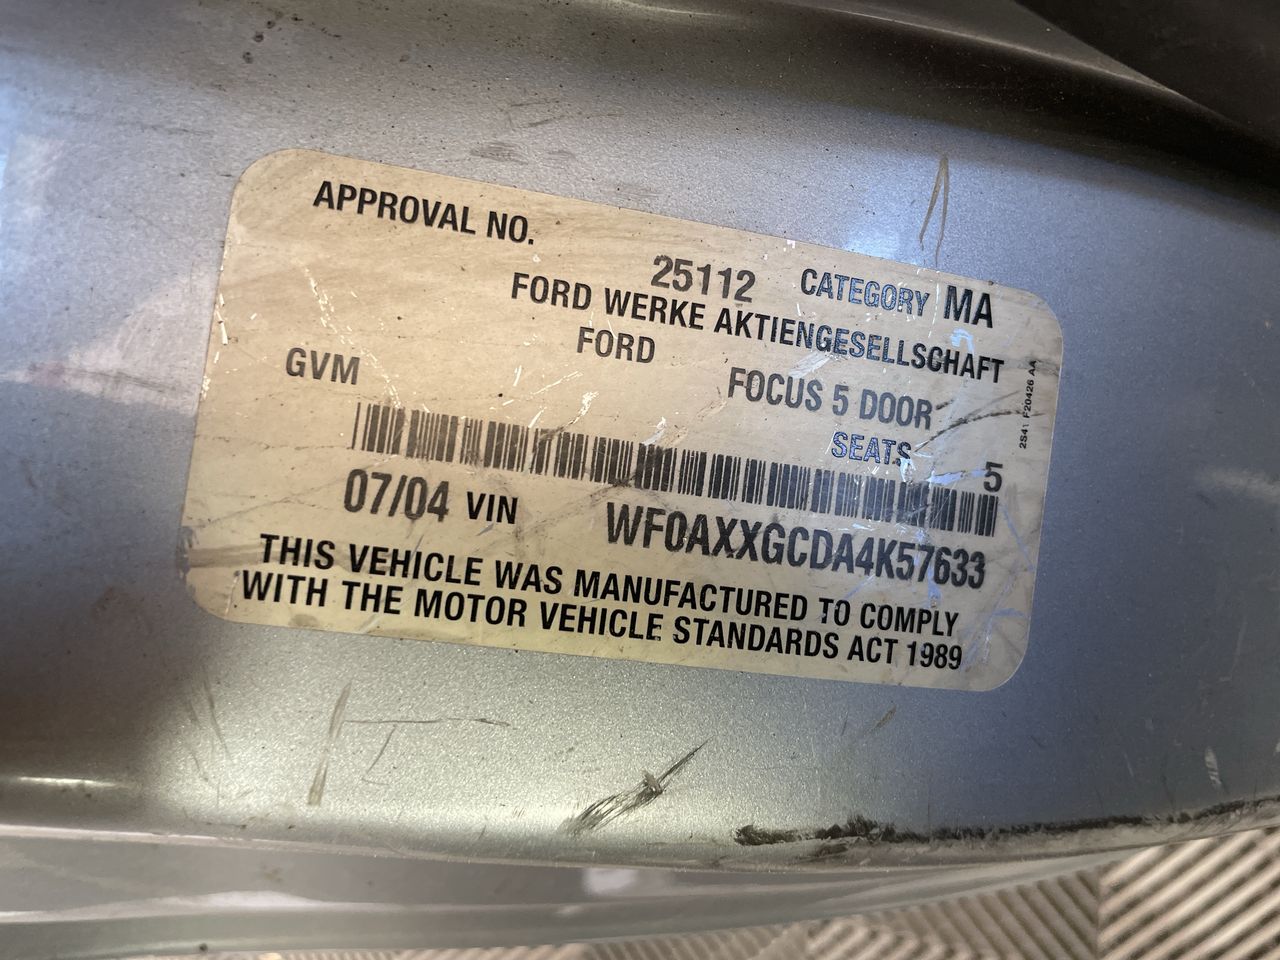 APPROVAL NO. 25112 CATEGORY MA
FORD WERKE AKTIENGESELLSCHAFT
FORD FOCUS 5 DOOR
GVM SEATS 5
07/04 VIN WF0AXXGCDA4K57633
THIS VEHICLE WAS MANUFACTURED TO COMPLY
WITH THE MOTOR VEHICLE STANDARDS ACT 1989
2S41 F20426 AA